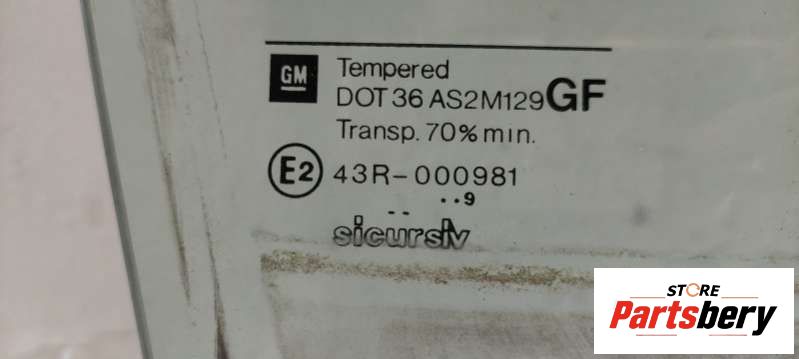 GM
Tempered
DOT 36 AS2M129 GF
Transp. 70% min.
E2 43R-000981
..9
-- 
sicursiv
STORE
Partsbery